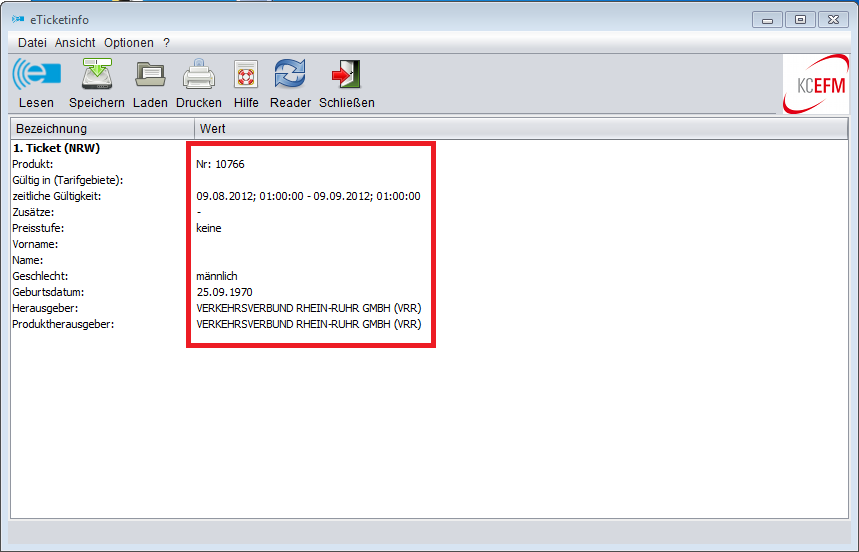 eTicketinfo
Datei Ansicht Optionen ?
Lesen Speichern Laden Drucken Hilfe Reader Schließen
KCEFM
Bezeichnung Wert
1. Ticket (NRW)
Produkt: Nr: 10766
Gültig in (Tarifgebiete):
zeitliche Gültigkeit: 09.08.2012; 01:00:00 - 09.09.2012; 01:00:00
Zusätze: -
Preisstufe: keine
Vorname:
Name:
Geschlecht: männlich
Geburtsdatum: 25.09.1970
Herausgeber: VERKEHRSVERBUND RHEIN-RUHR GMBH (VRR)
Produktherausgeber: VERKEHRSVERBUND RHEIN-RUHR GMBH (VRR)